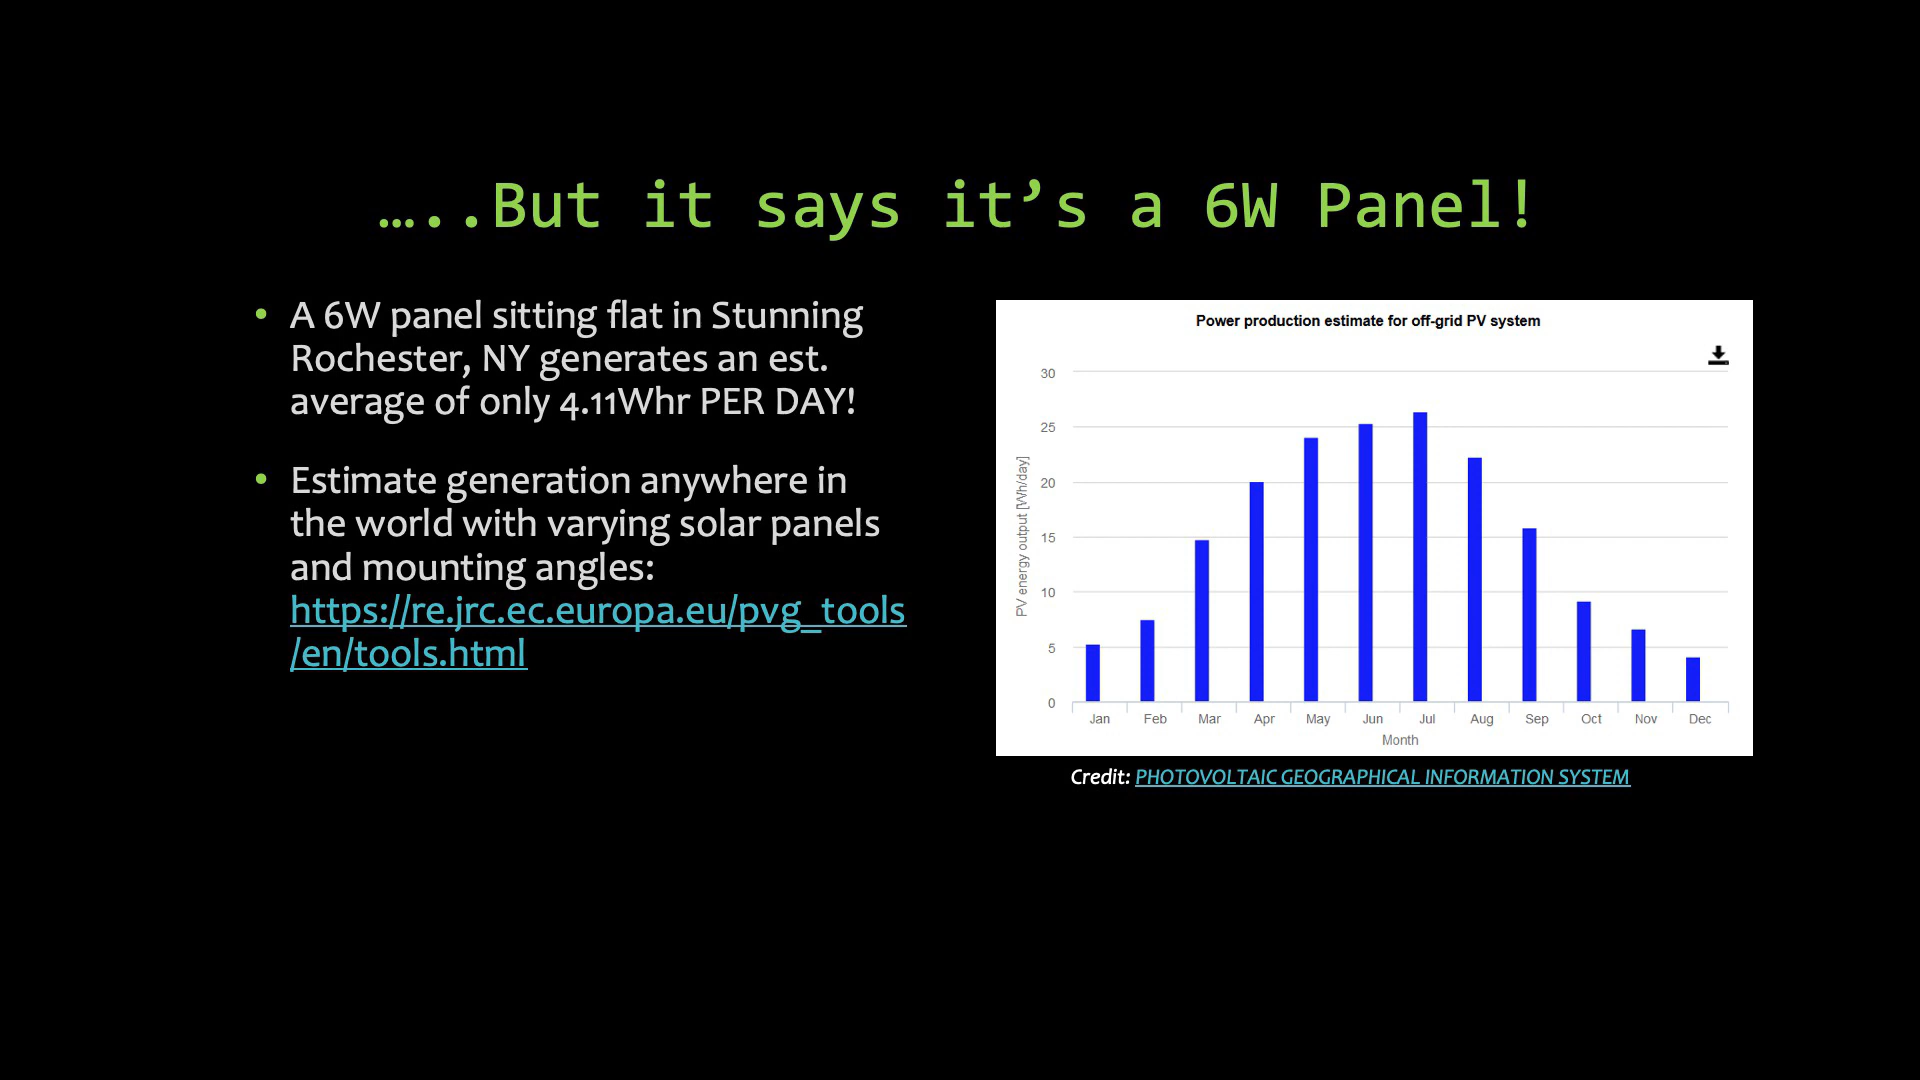 …..But it says it’s a 6W Panel!
• A 6W panel sitting flat in Stunning
Rochester, NY generates an est.
average of only 4.11Whr PER DAY!
• Estimate generation anywhere in
the world with varying solar panels
and mounting angles:
https://re.jrc.ec.europa.eu/pvg_tools
/en/tools.html
Power production estimate for off-grid PV system
PV energy output [Wh/day]
30
25
20
15
10
5
0
Jan Feb Mar Apr May Jun Jul Aug Sep Oct Nov Dec
Month
Credit: PHOTOVOLTAIC GEOGRAPHICAL INFORMATION SYSTEM